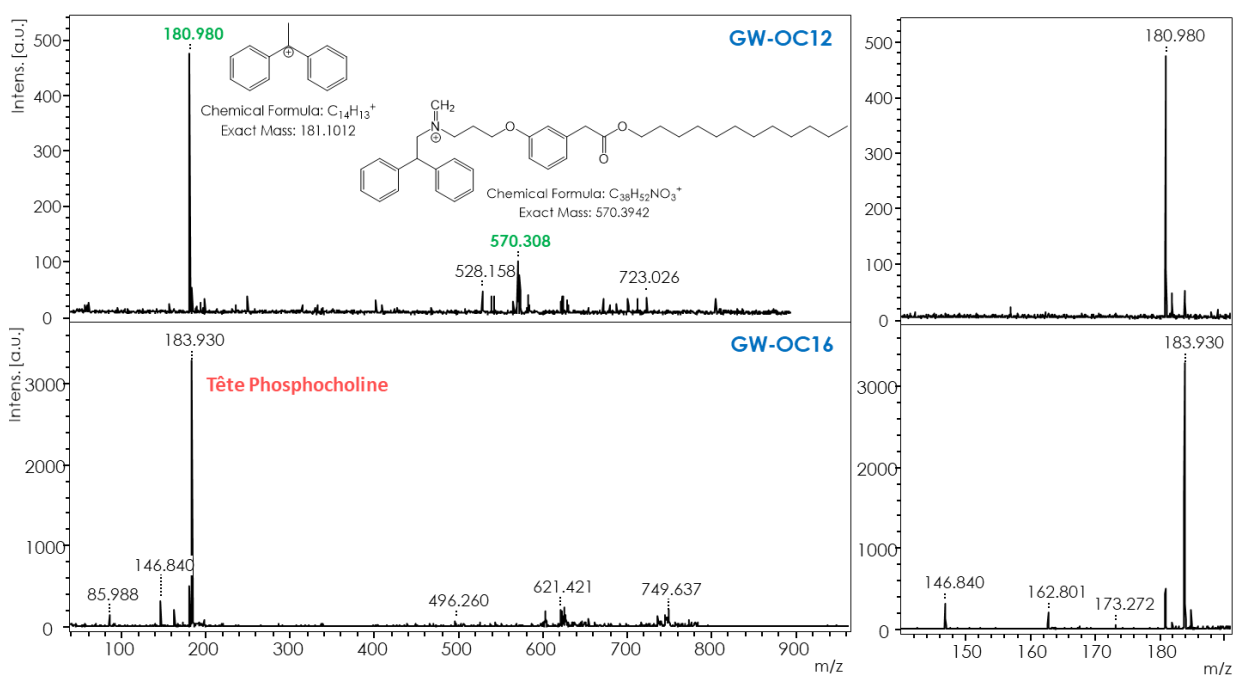 GW-OC12
Intens. [a.u.]
500
400
300
200
100
0
180.980
Chemical Formula: C₁₄H₁₃⁺
Exact Mass: 181.1012
CH₂
N
O
O
O
Chemical Formula: C₃₈H₅₂NO₃⁺
Exact Mass: 570.3942
570.308
528.158
723.026
500
400
300
200
100
0
180.980
GW-OC16
Intens. [a.u.]
3000
2000
1000
0
183.930
Tête Phosphocholine
146.840
85.988
496.260
621.421
749.637
100 200 300 400 500 600 700 800 900
m/z
3000
2000
1000
0
183.930
146.840
162.801
173.272
150 160 170 180
m/z